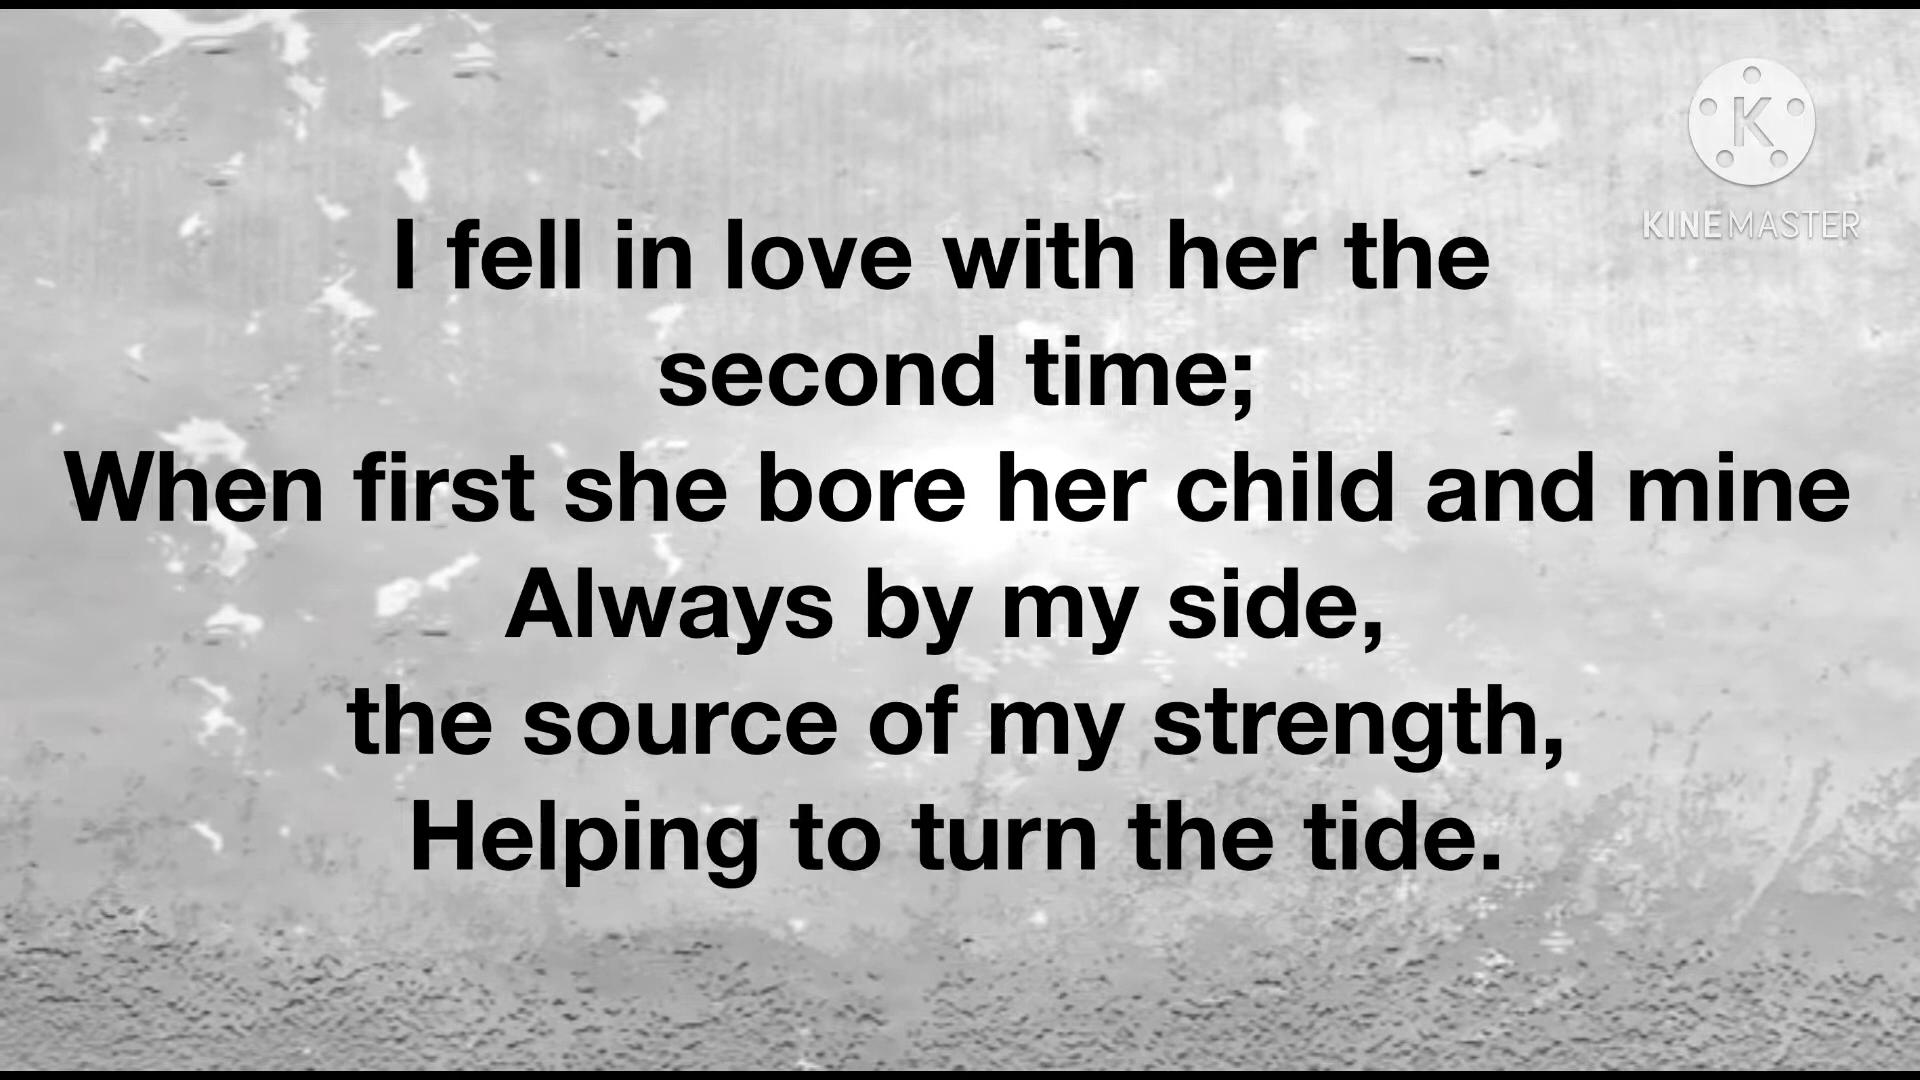 KINEMASTER
I fell in love with her the
second time;
When first she bore her child and mine
Always by my side,
the source of my strength,
Helping to turn the tide.